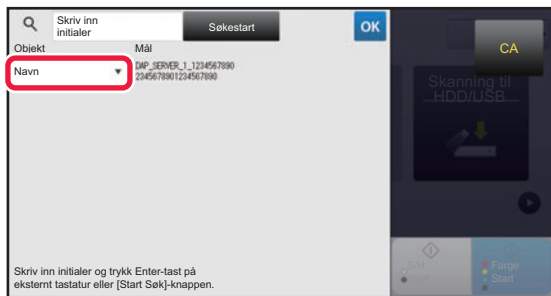 Skriv inn
initialer
Søkestart
OK
CA
Objekt
Mål
Navn
DAP_SERVER_1_1234567890
2345678901234567890
Skanning til
HDD/USB
Skriv inn initialer og trykk Enter-tast på
eksternt tastatur eller [Start Søk]-knappen.
Farge
Start